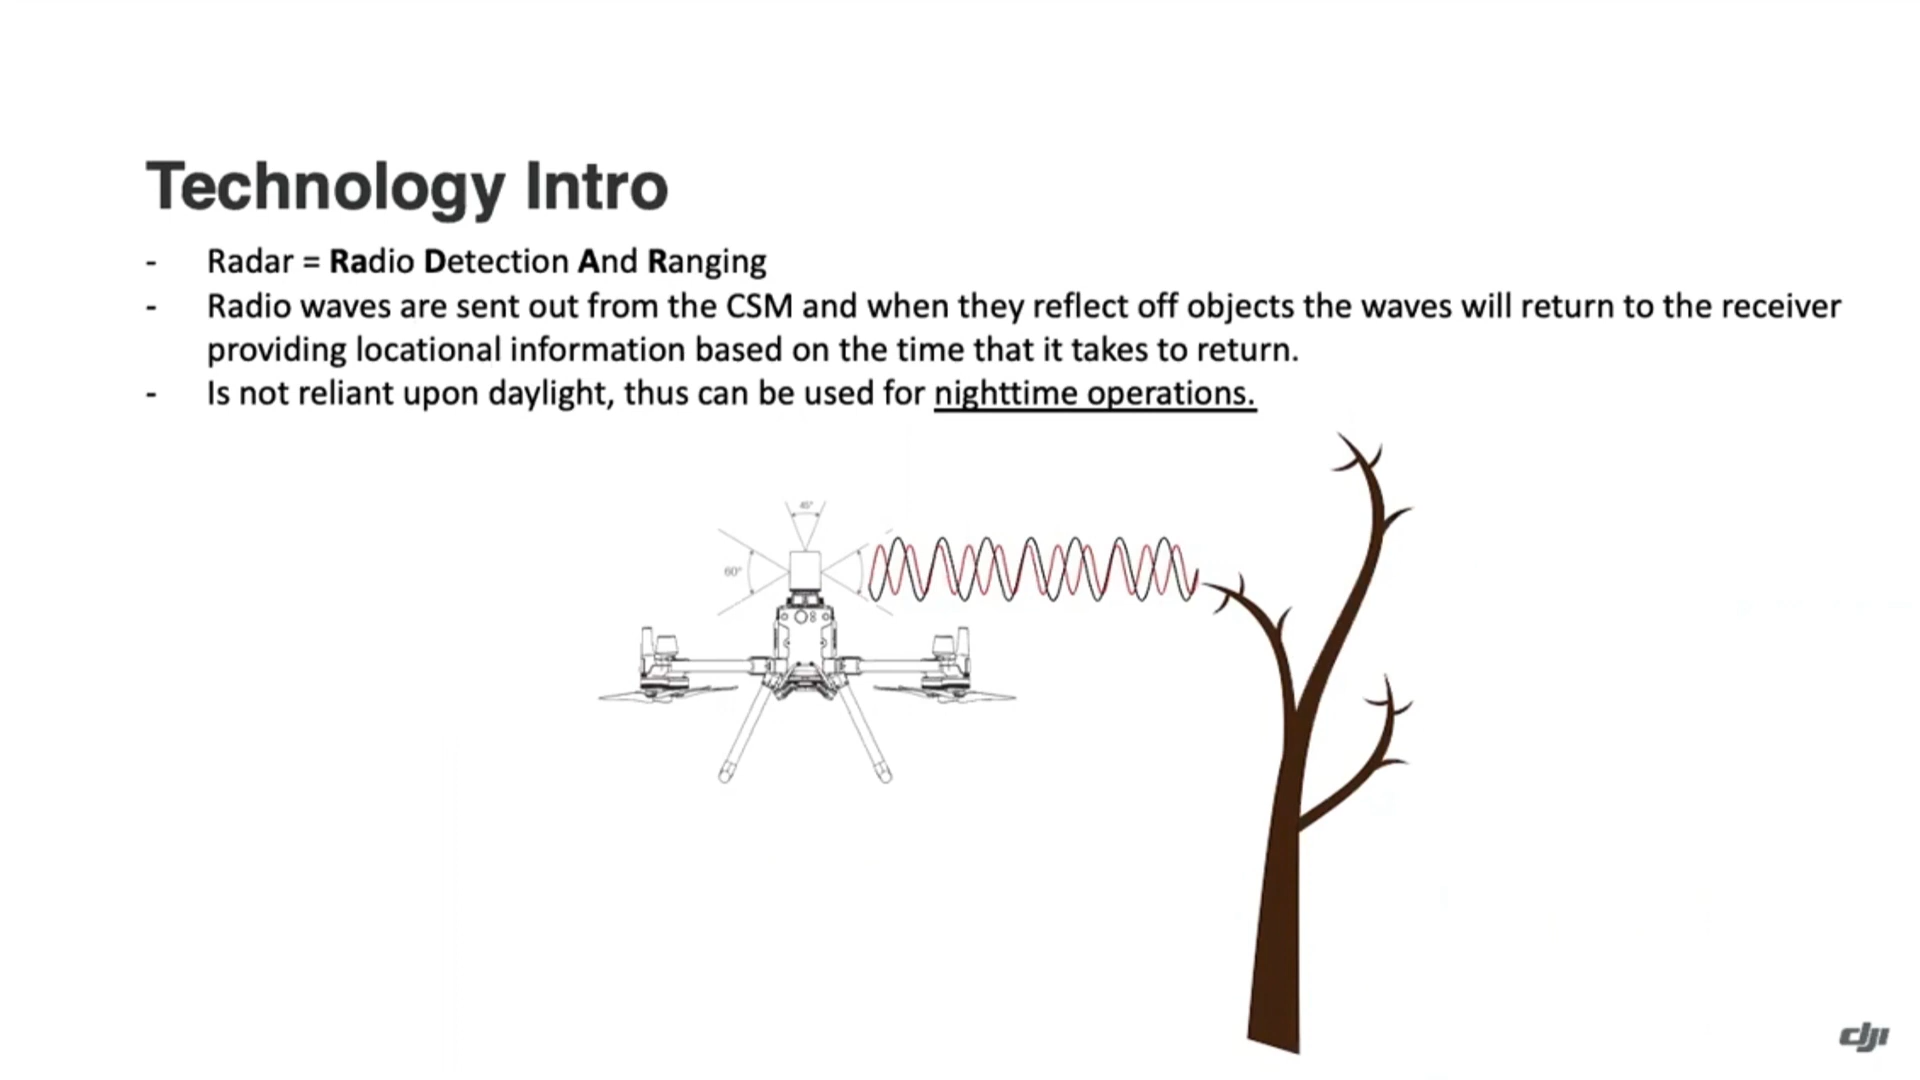 Technology Intro
- Radar = Radio Detection And Ranging
- Radio waves are sent out from the CSM and when they reflect off objects the waves will return to the receiver
providing locational information based on the time that it takes to return.
- Is not reliant upon daylight, thus can be used for nighttime operations.
45°
60°
dji